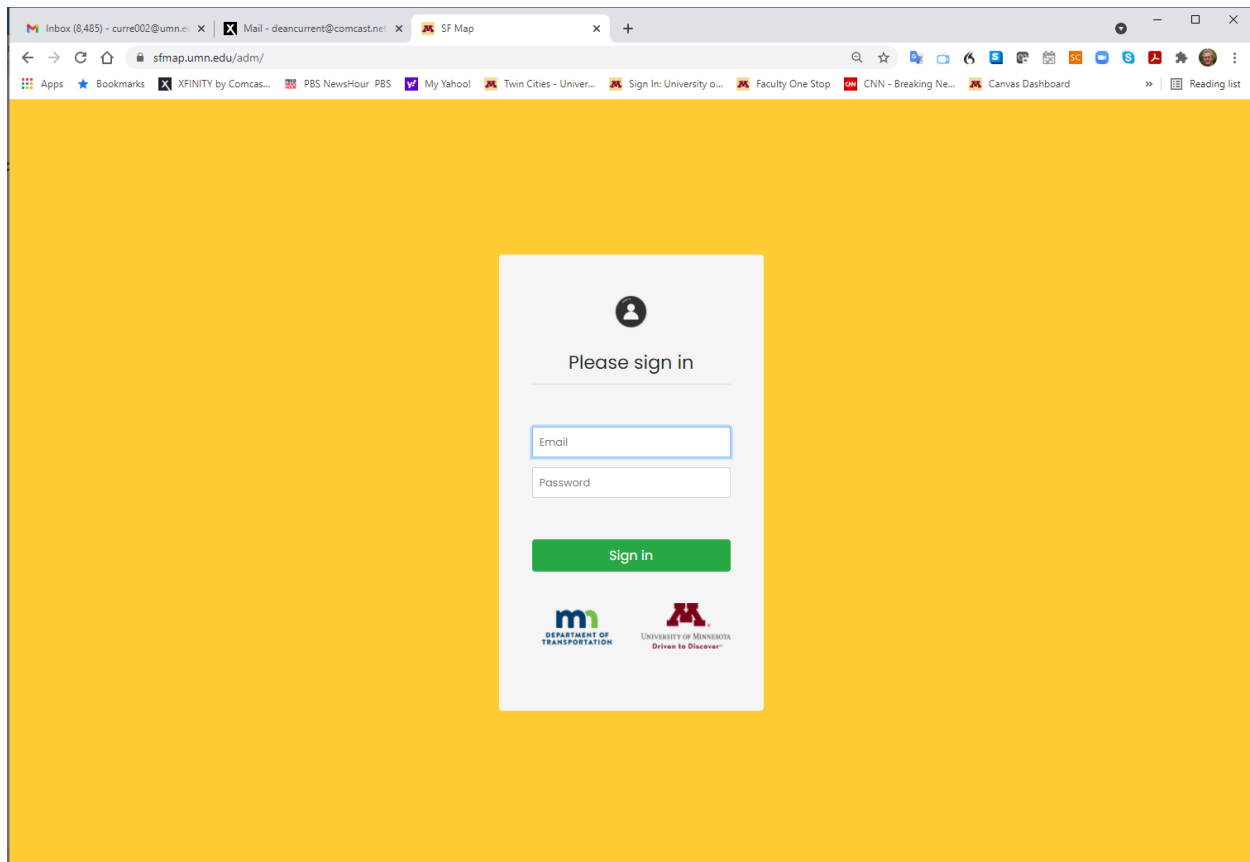 Inbox (8,485) - curre002@umn.e
Mail - deancurrent@comcast.net
SF Map
sfmap.umn.edu/adm/
Apps
Bookmarks
XFINITY by Comcas...
PBS NewsHour PBS
My Yahoo!
Twin Cities - Univer...
Sign In: University o...
Faculty One Stop
CNN - Breaking Ne...
Canvas Dashboard
»
Reading list
Please sign in
Email
Password
Sign in
DEPARTMENT OF
TRANSPORTATION
UNIVERSITY OF MINNESOTA
Driven to Discover